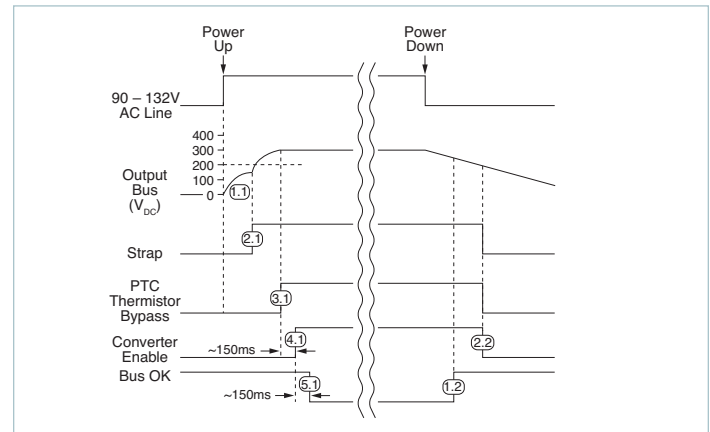 Power
Up
Power
Down
90 – 132V
AC Line
400
300
200
100
0
Output
Bus
(VDC)
1.1
Strap
2.1
PTC
Thermistor
Bypass
3.1
Converter
Enable
4.1
2.2
~150ms
Bus OK
5.1
1.2
~150ms